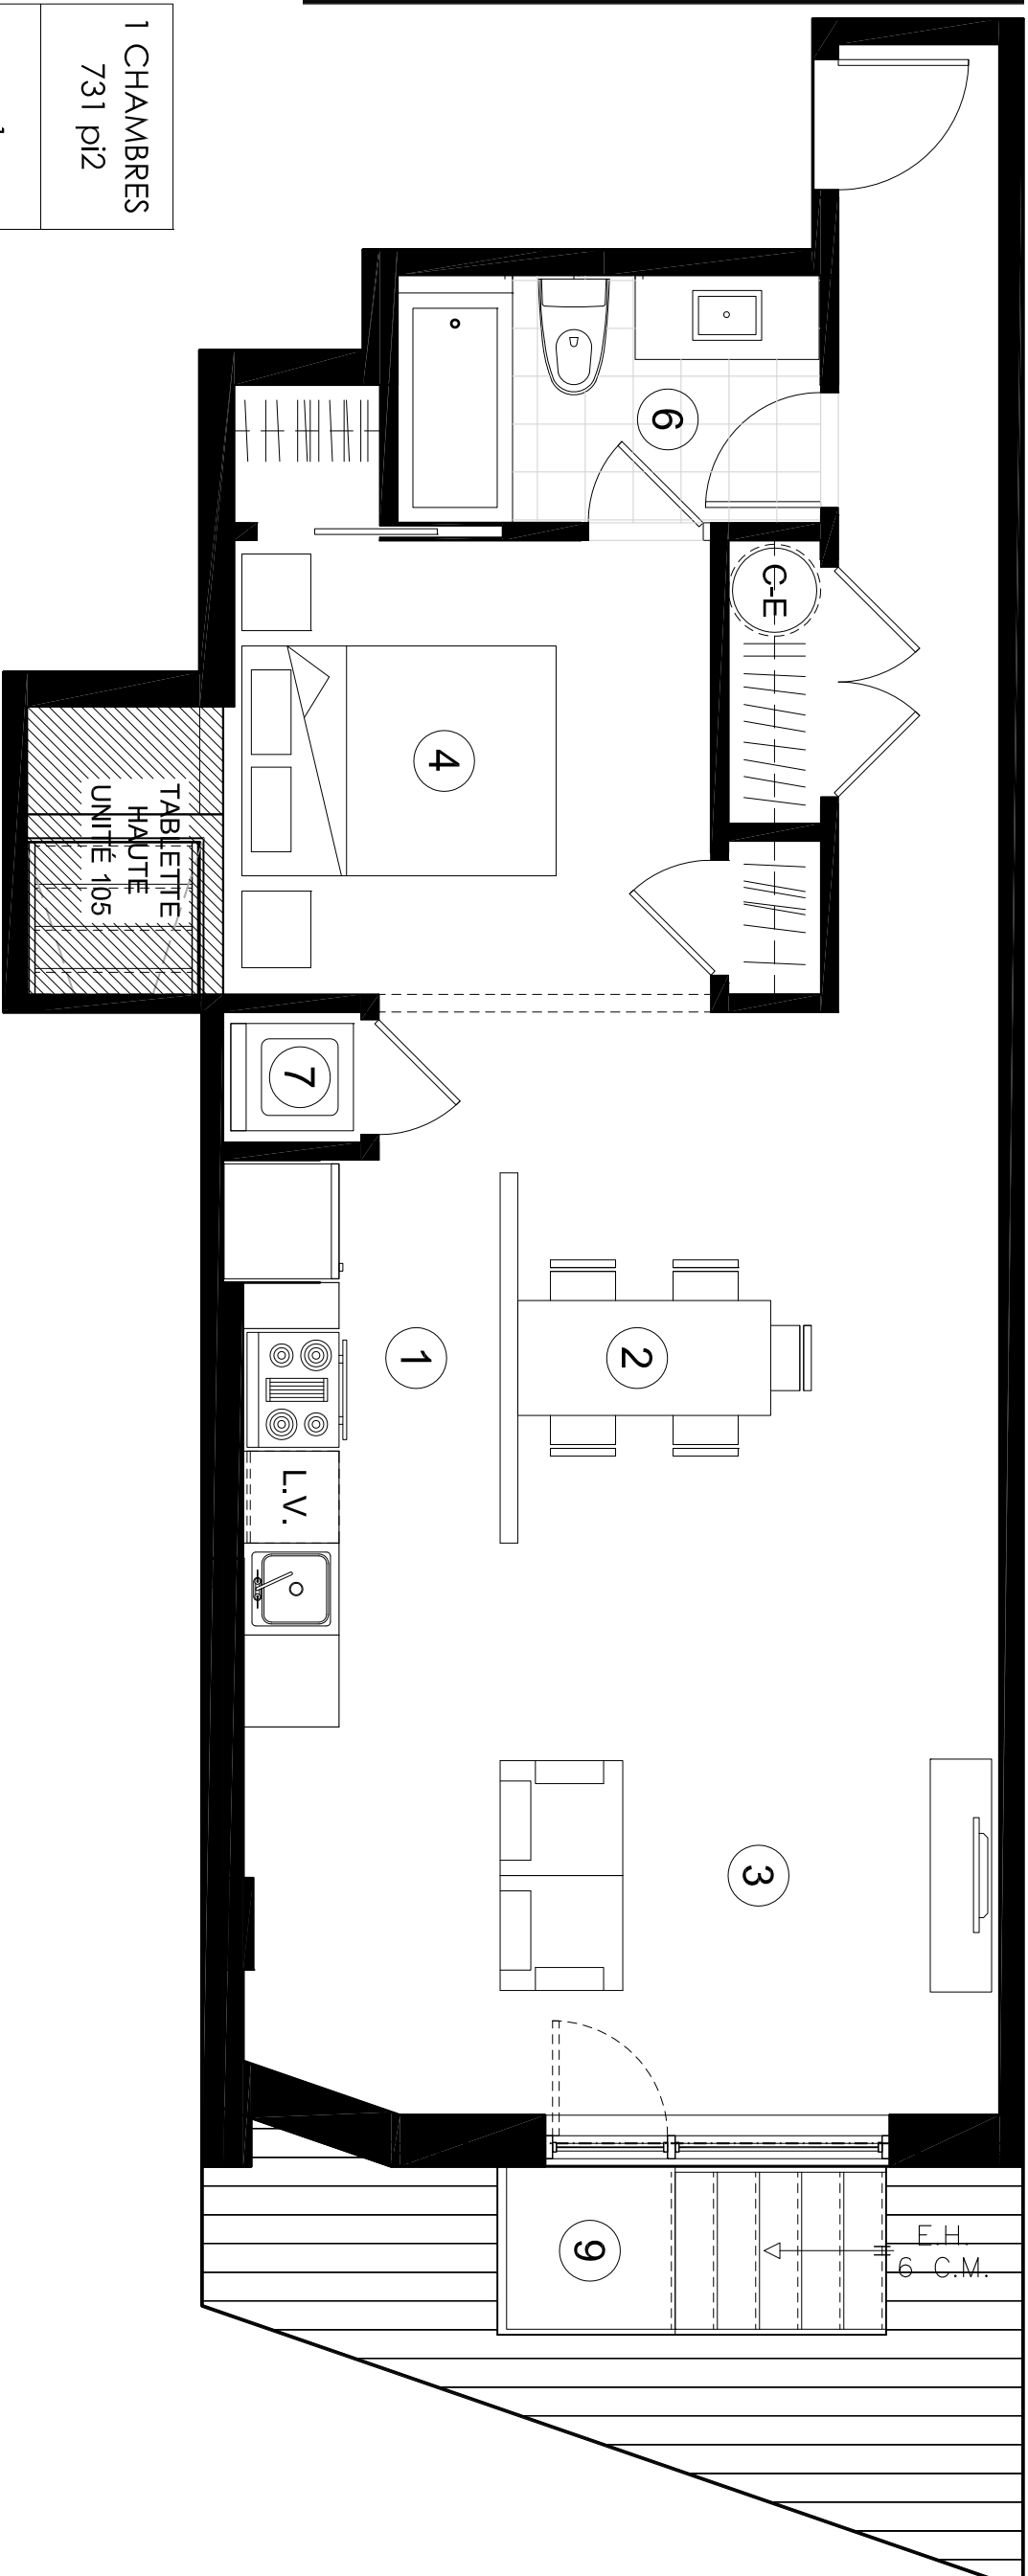 1 CHAMBRES
731 pi2
6
C-E
4
TABLETTE
HAUTE
UNITÉ 105
7
1
2
L.V.
3
9
E.H.
6 C.M.